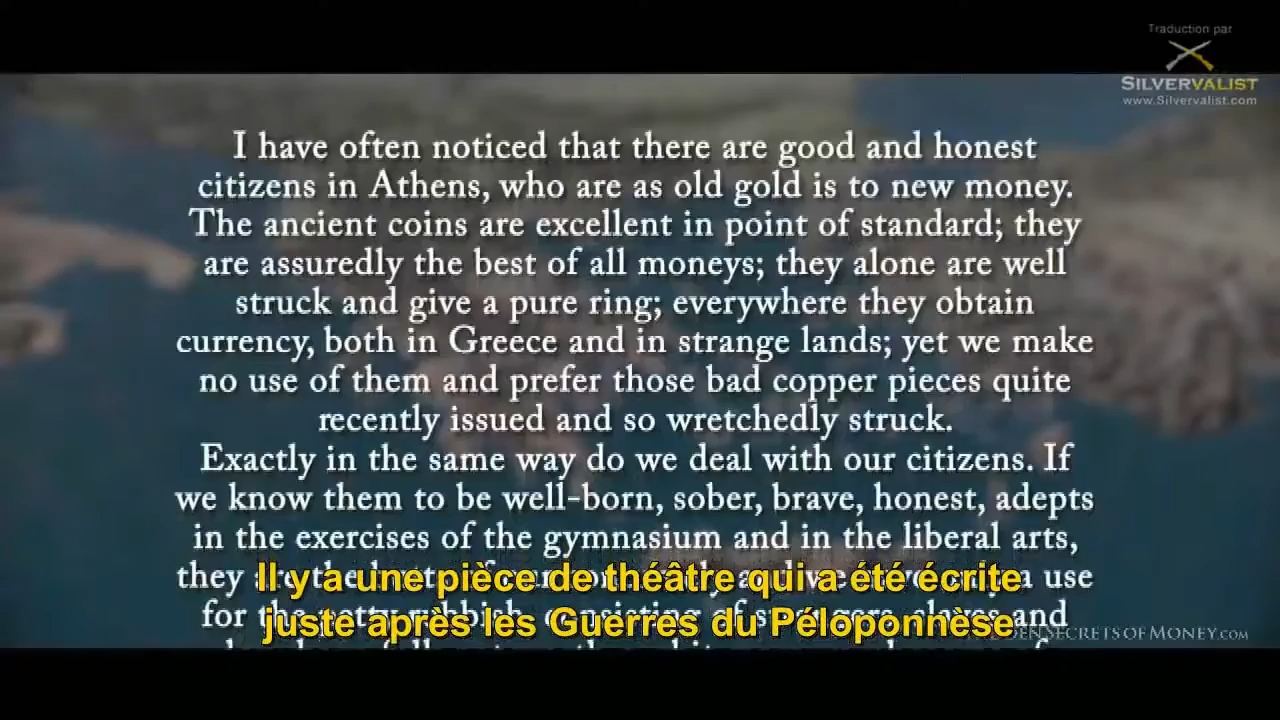 Traduction par
SILVERVALIST
www.Silvervalist.com
I have often noticed that there are good and honest
citizens in Athens, who are as old gold is to new money.
The ancient coins are excellent in point of standard; they
are assuredly the best of all moneys; they alone are well
struck and give a pure ring; everywhere they obtain
currency, both in Greece and in strange lands; yet we make
no use of them and prefer those bad copper pieces quite
recently issued and so wretchedly struck.
Exactly in the same way do we deal with our citizens. If
we know them to be well-born, sober, brave, honest, adepts
in the exercises of the gymnasium and in the liberal arts,
they use
for and
Il y a une pièce de théâtre qui a été écrite
juste après les Guerres du Péloponnèse
SECRETS OF MONEY.COM